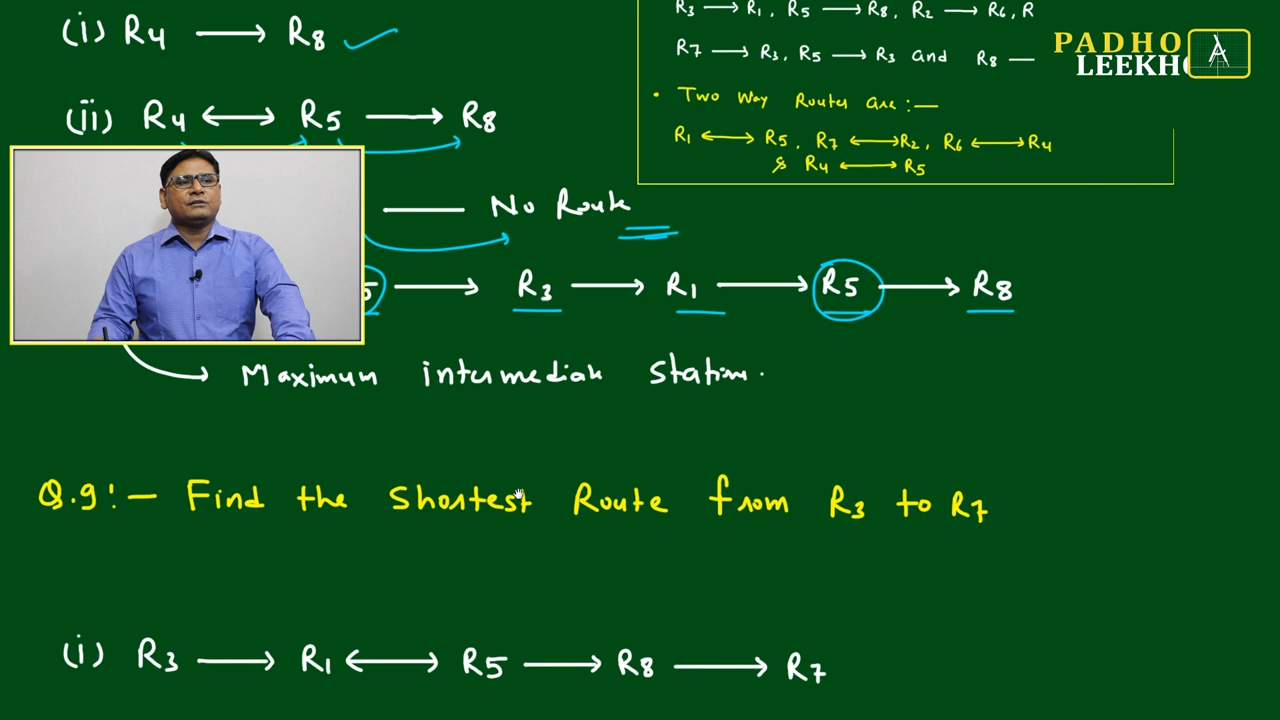 (i) R4 ⟶ R8 ✓
(ii) R4 ⟷ R5 ⟶ R8
— No Route
5 ⟶ R3 ⟶ R1 ⟶ R5 ⟶ R8
Maximum intermediate station.
R3 ⟶ R1, R5 ⟶ R8, R2 ⟶ R6, R
R7 ⟶ R3, R5 ⟶ R3 and R8 —
• Two Way Routes are:—
R1 ⟷ R5, R7 ⟷ R2, R6 ⟷ R4
& R4 ⟷ R5
PADHO
LEEKHO
Q.9:— Find the Shortest Route from R3 to R7
(i) R3 ⟶ R1 ⟷ R5 ⟶ R8 ⟶ R7